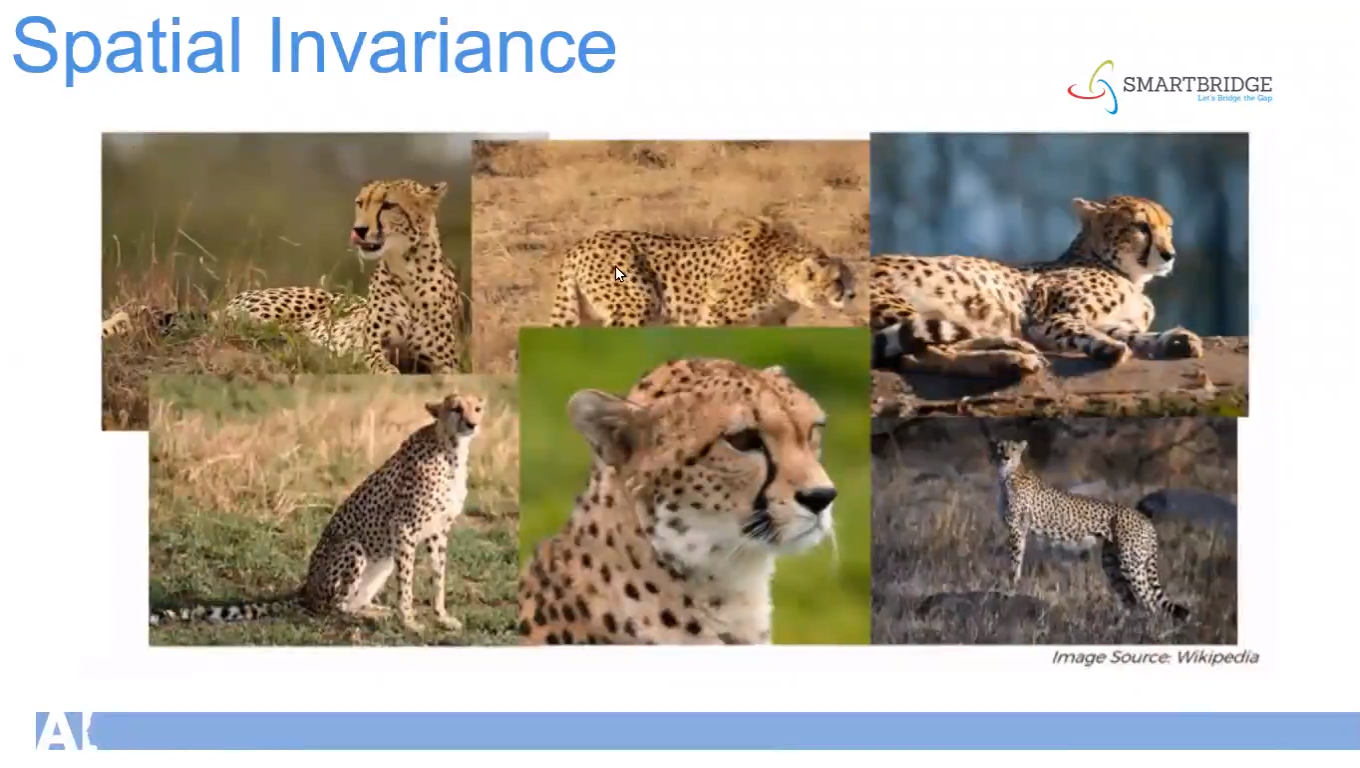 Spatial Invariance
SMARTBRIDGE
Let's Bridge the Gap
Image Source: Wikipedia